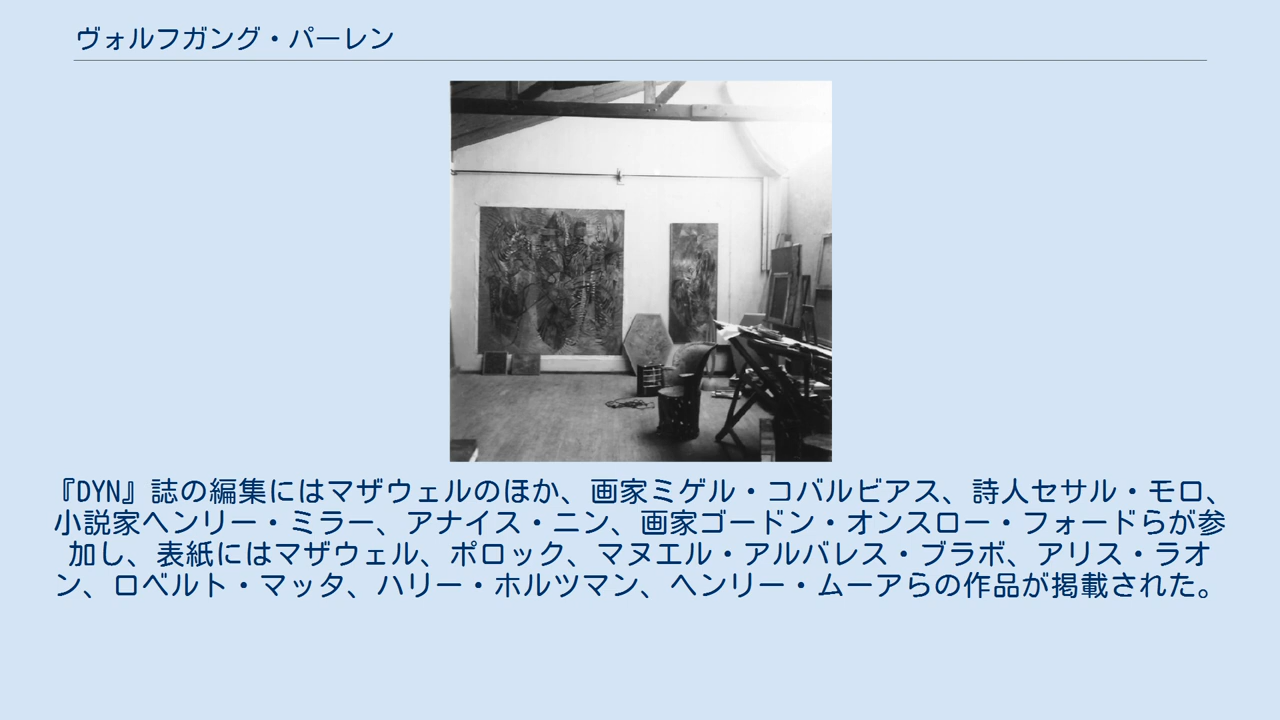 ヴォルフガング・パーレン
『DYN』誌の編集にはマザウェルのほか、画家ミゲル・コバルビアス、詩人セサル・モロ、
小説家ヘンリー・ミラー、アナイス・ニン、画家ゴードン・オンスロー・フォードらが参
加し、表紙にはマザウェル、ポロック、マヌエル・アルバレス・ブラボ、アリス・ラオ
ン、ロベルト・マッタ、ハリー・ホルツマン、ヘンリー・ムーアらの作品が掲載された。